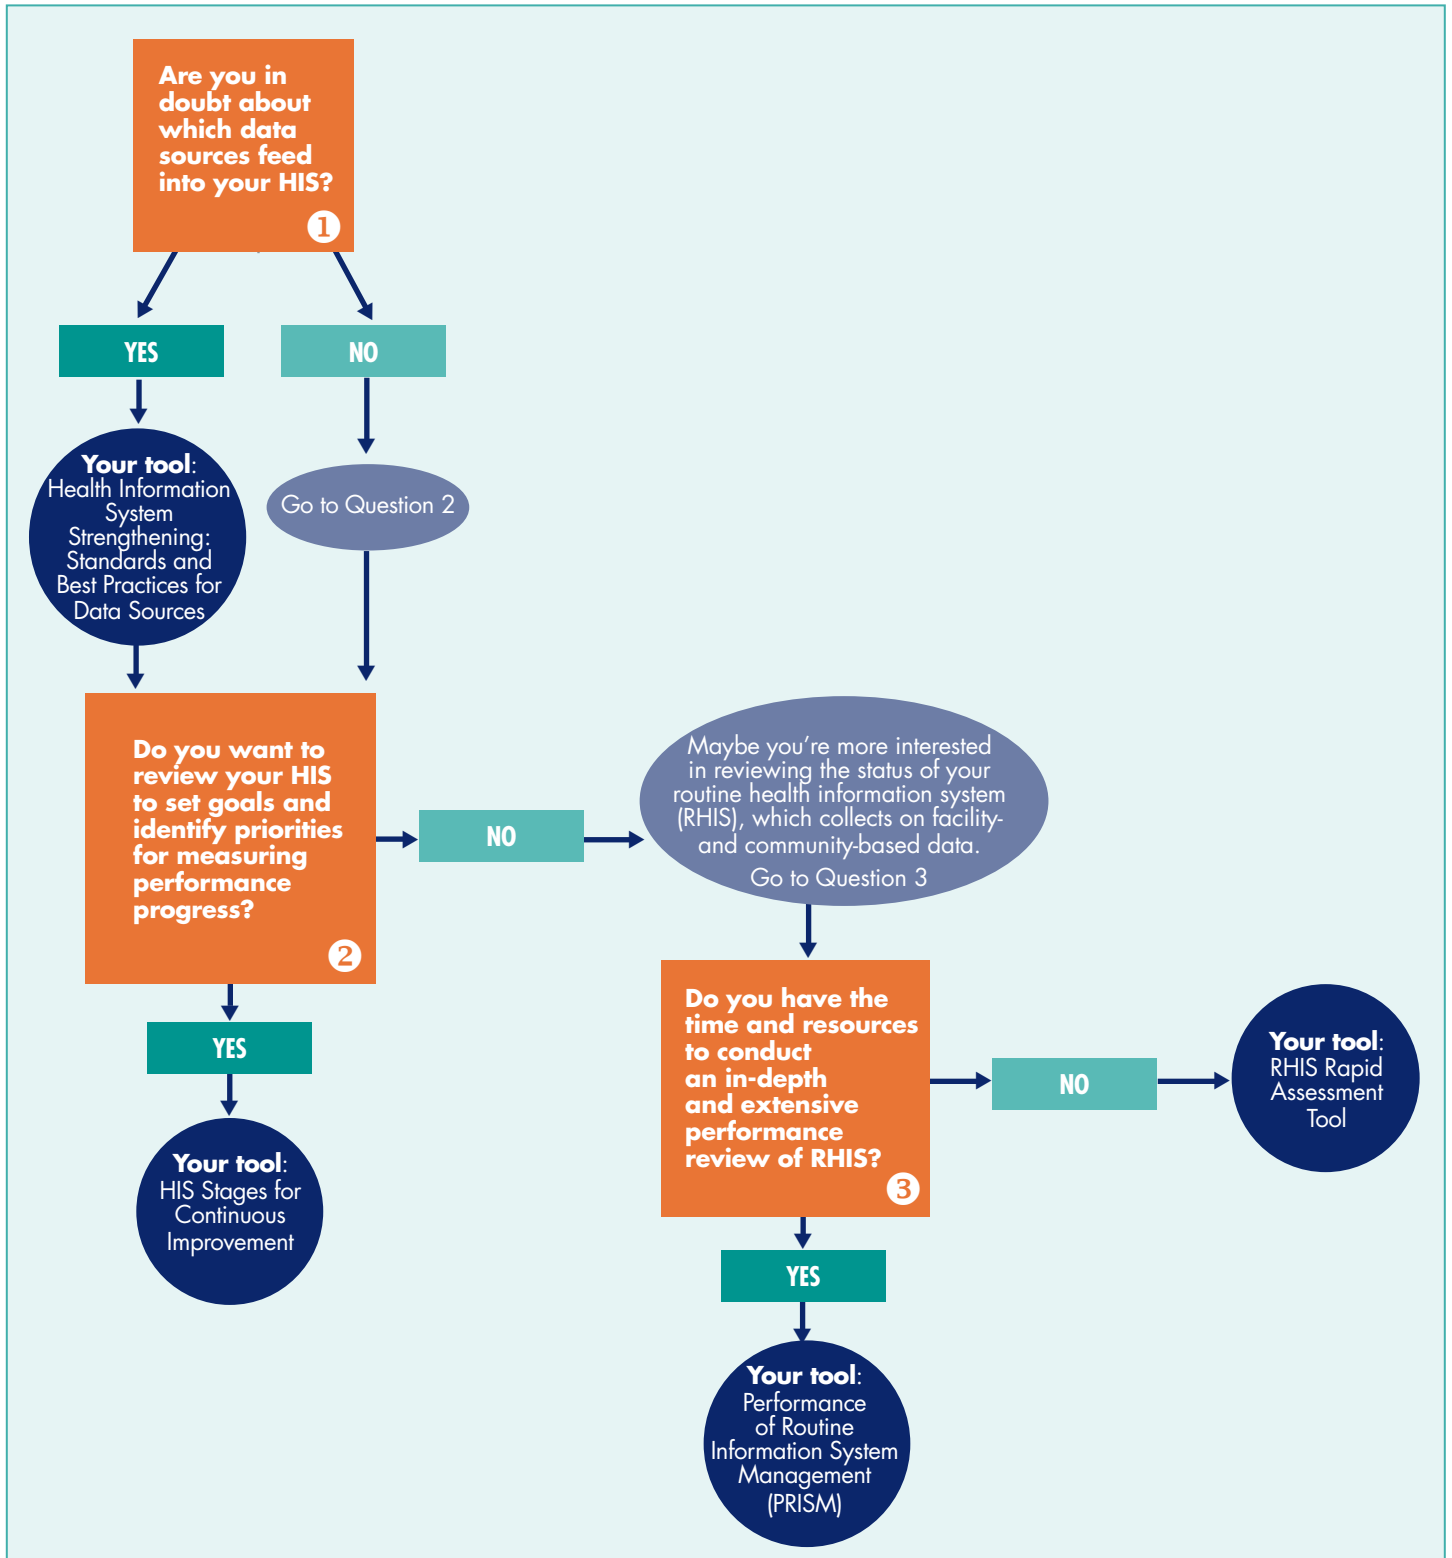 Are you in
doubt about
which data
sources feed
into your HIS?
1
YES
NO
Your tool:
Health Information
System
Strengthening:
Standards and
Best Practices for
Data Sources
Go to Question 2
Do you want to
review your HIS
to set goals and
identify priorities
for measuring
performance
progress?
2
NO
Maybe you're more interested
in reviewing the status of your
routine health information system
(RHIS), which collects on facility-
and community-based data.
Go to Question 3
YES
Your tool:
HIS Stages for
Continuous
Improvement
Do you have the
time and resources
to conduct
an in-depth
and extensive
performance
review of RHIS?
3
NO
Your tool:
RHIS Rapid
Assessment
Tool
YES
Your tool:
Performance
of Routine
Information System
Management
(PRISM)